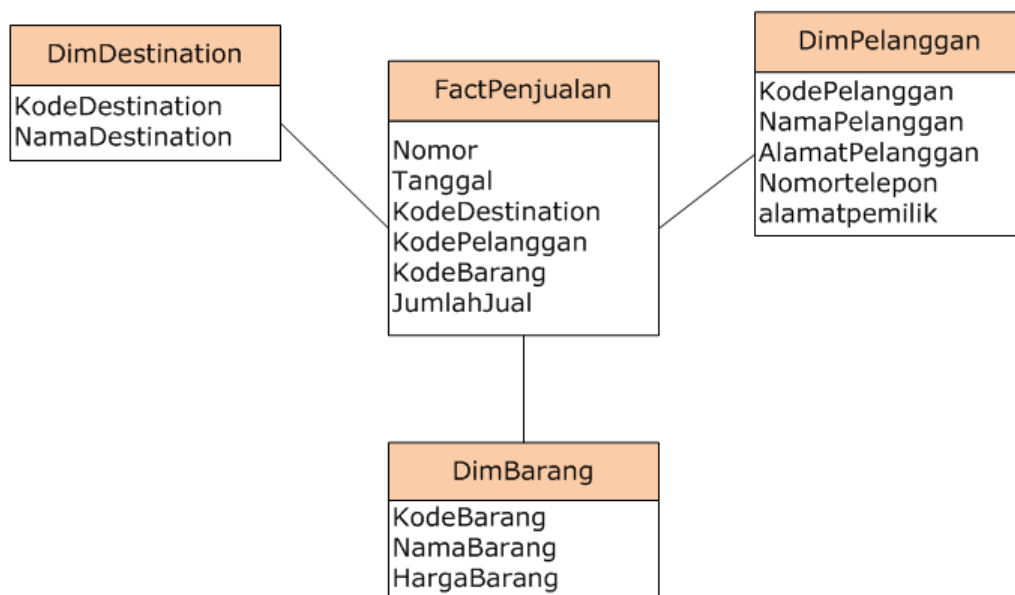 DimDestination
KodeDestination
NamaDestination
FactPenjualan
Nomor
Tanggal
KodeDestination
KodePelanggan
KodeBarang
JumlahJual
DimPelanggan
KodePelanggan
NamaPelanggan
AlamatPelanggan
Nomortelepon
alamatpemilik
DimBarang
KodeBarang
NamaBarang
HargaBarang